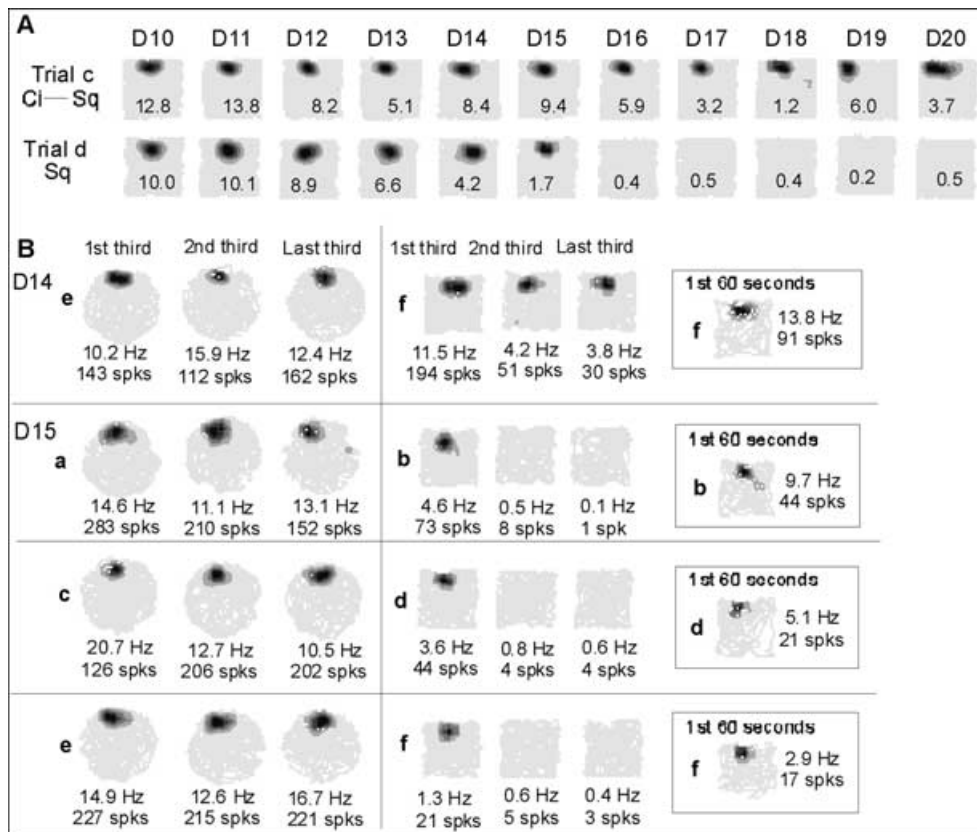 A
D10 D11 D12 D13 D14 D15 D16 D17 D18 D19 D20
Trial c
Ci — Sq
12.8 13.8 8.2 5.1 8.4 9.4 5.9 3.2 1.2 6.0 3.7
Trial d
Sq
10.0 10.1 8.9 6.6 4.2 1.7 0.4 0.5 0.4 0.2 0.5
B
1st third 2nd third Last third 1st third 2nd third Last third
D14
e f
10.2 Hz 15.9 Hz 12.4 Hz 11.5 Hz 4.2 Hz 3.8 Hz
143 spks 112 spks 162 spks 194 spks 51 spks 30 spks
1st 60 seconds
f
13.8 Hz
91 spks
D15
a b
14.6 Hz 11.1 Hz 13.1 Hz 4.6 Hz 0.5 Hz 0.1 Hz
283 spks 210 spks 152 spks 73 spks 8 spks 1 spk
1st 60 seconds
b
9.7 Hz
44 spks
c d
20.7 Hz 12.7 Hz 10.5 Hz 3.6 Hz 0.8 Hz 0.6 Hz
126 spks 206 spks 202 spks 44 spks 4 spks 4 spks
1st 60 seconds
d
5.1 Hz
21 spks
e f
14.9 Hz 12.6 Hz 16.7 Hz 1.3 Hz 0.6 Hz 0.4 Hz
227 spks 215 spks 221 spks 21 spks 5 spks 3 spks
1st 60 seconds
f
2.9 Hz
17 spks